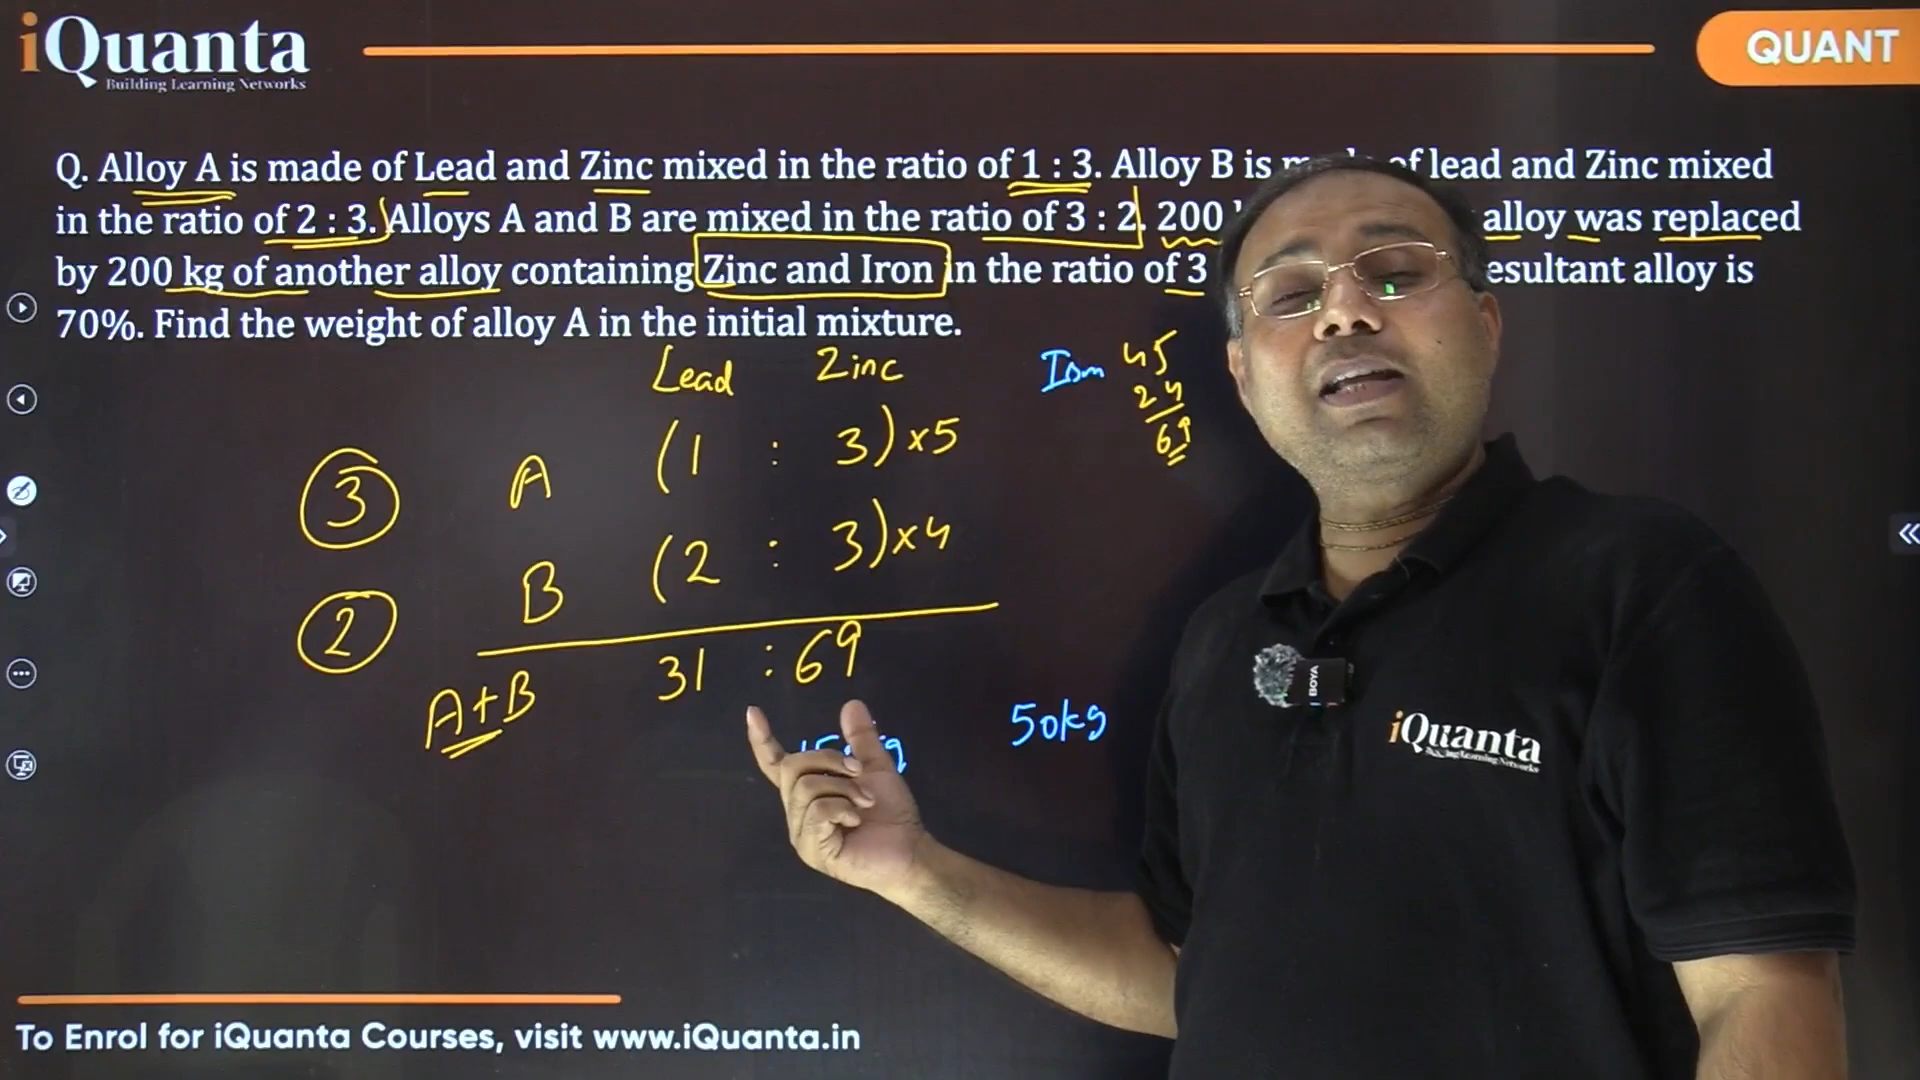 iQuanta
Building Learning Networks
QUANT
Q. Alloy A is made of Lead and Zinc mixed in the ratio of 1 : 3. Alloy B is of lead and Zinc mixed
in the ratio of 2 : 3. Alloys A and B are mixed in the ratio of 3 : 2. 200 alloy was replaced
by 200 kg of another alloy containing Zinc and Iron in the ratio of 3 alloy is
70%. Find the weight of alloy A in the initial mixture.
Lead Zinc Iron 45
24
69
3 A (1 : 3) ×5
2 B (2 : 3) ×4
A+B 31 : 69
50kg
BOYA
iQuanta
To Enrol for iQuanta Courses, visit www.iQuanta.in